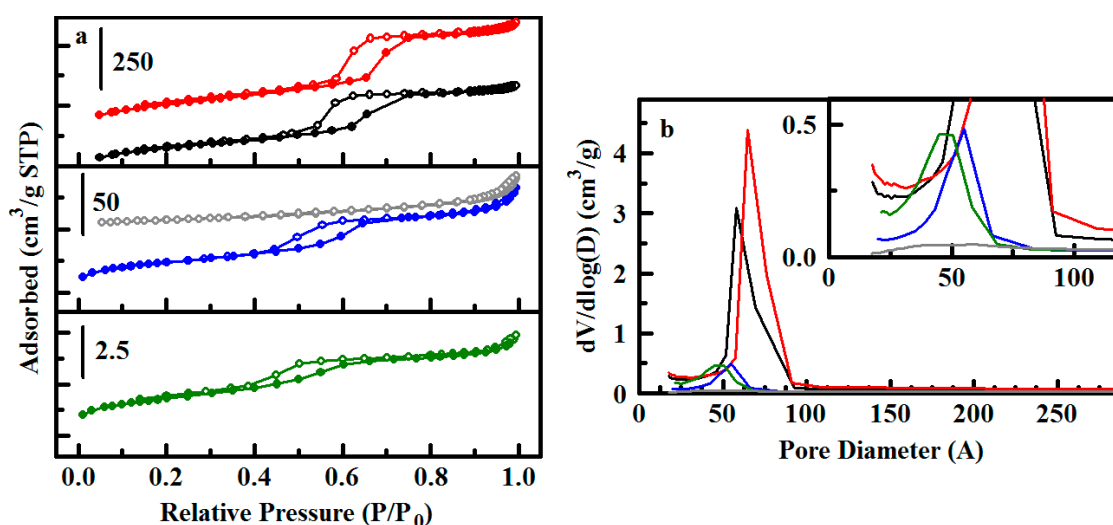 a
250
50
2.5
Adsorbed (cm³/g STP)
0.0 0.2 0.4 0.6 0.8 1.0
Relative Pressure (P/P₀)
b
dV/dlog(D) (cm³/g)
4
3
2
1
0
0 50 100 150 200 250
Pore Diameter (A)
0.5
0.0
0 50 100